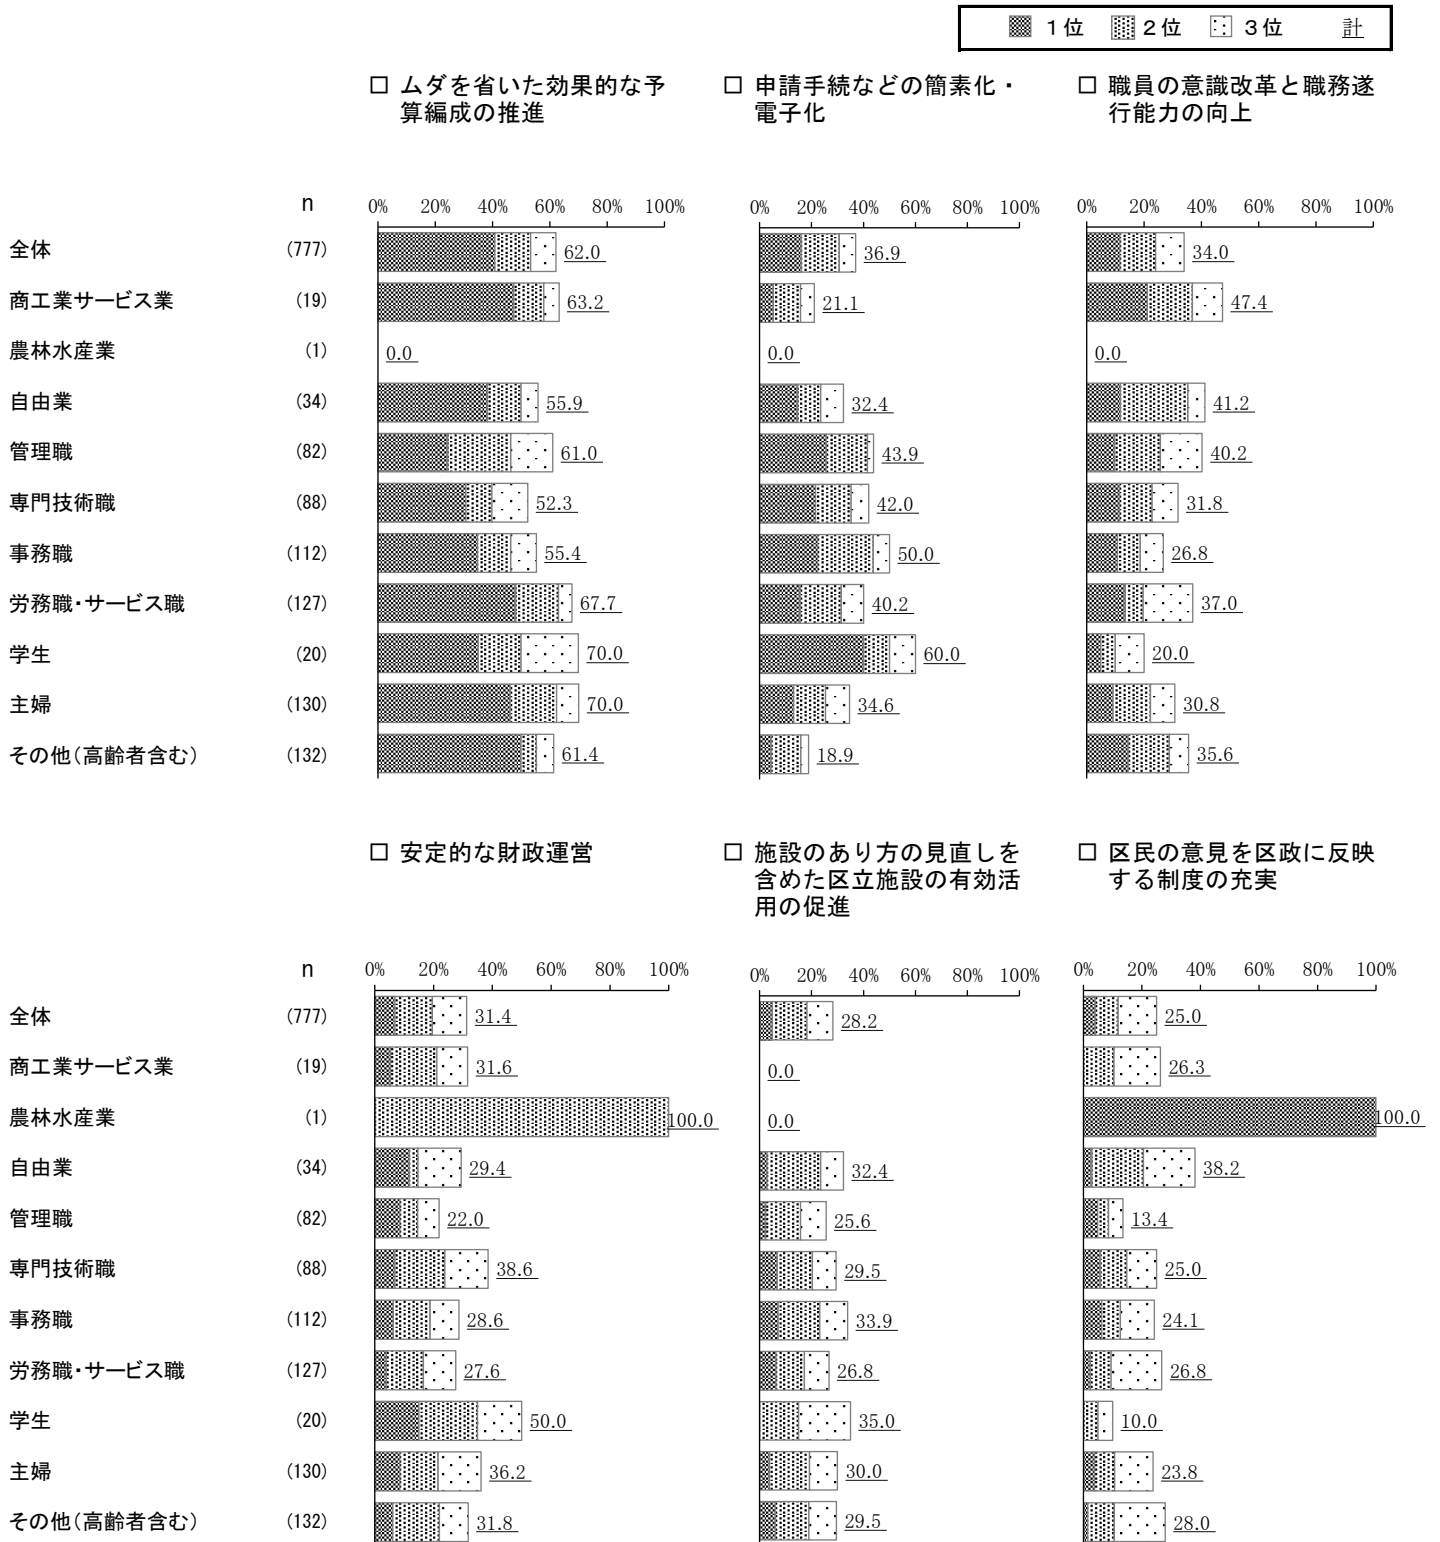 1位 2位 3位 計
□ ムダを省いた効果的な予
算編成の推進
□ 申請手続などの簡素化・
電子化
□ 職員の意識改革と職務遂
行能力の向上
n 0% 20% 40% 60% 80% 100% 0% 20% 40% 60% 80% 100% 0% 20% 40% 60% 80% 100%
全体 (777) 62.0 36.9 34.0
商工業サービス業 (19) 63.2 21.1 47.4
農林水産業 (1) 0.0 0.0 0.0
自由業 (34) 55.9 32.4 41.2
管理職 (82) 61.0 43.9 40.2
専門技術職 (88) 52.3 42.0 31.8
事務職 (112) 55.4 50.0 26.8
労務職・サービス職 (127) 67.7 40.2 37.0
学生 (20) 70.0 60.0 20.0
主婦 (130) 70.0 34.6 30.8
その他(高齢者含む) (132) 61.4 18.9 35.6
□ 安定的な財政運営
□ 施設のあり方の見直しを
含めた区立施設の有効活
用の促進
□ 区民の意見を区政に反映
する制度の充実
n 0% 20% 40% 60% 80% 100% 0% 20% 40% 60% 80% 100% 0% 20% 40% 60% 80% 100%
全体 (777) 31.4 28.2 25.0
商工業サービス業 (19) 31.6 0.0 26.3
農林水産業 (1) 100.0 0.0 100.0
自由業 (34) 29.4 32.4 38.2
管理職 (82) 22.0 25.6 13.4
専門技術職 (88) 38.6 29.5 25.0
事務職 (112) 28.6 33.9 24.1
労務職・サービス職 (127) 27.6 26.8 26.8
学生 (20) 50.0 35.0 10.0
主婦 (130) 36.2 30.0 23.8
その他(高齢者含む) (132) 31.8 29.5 28.0